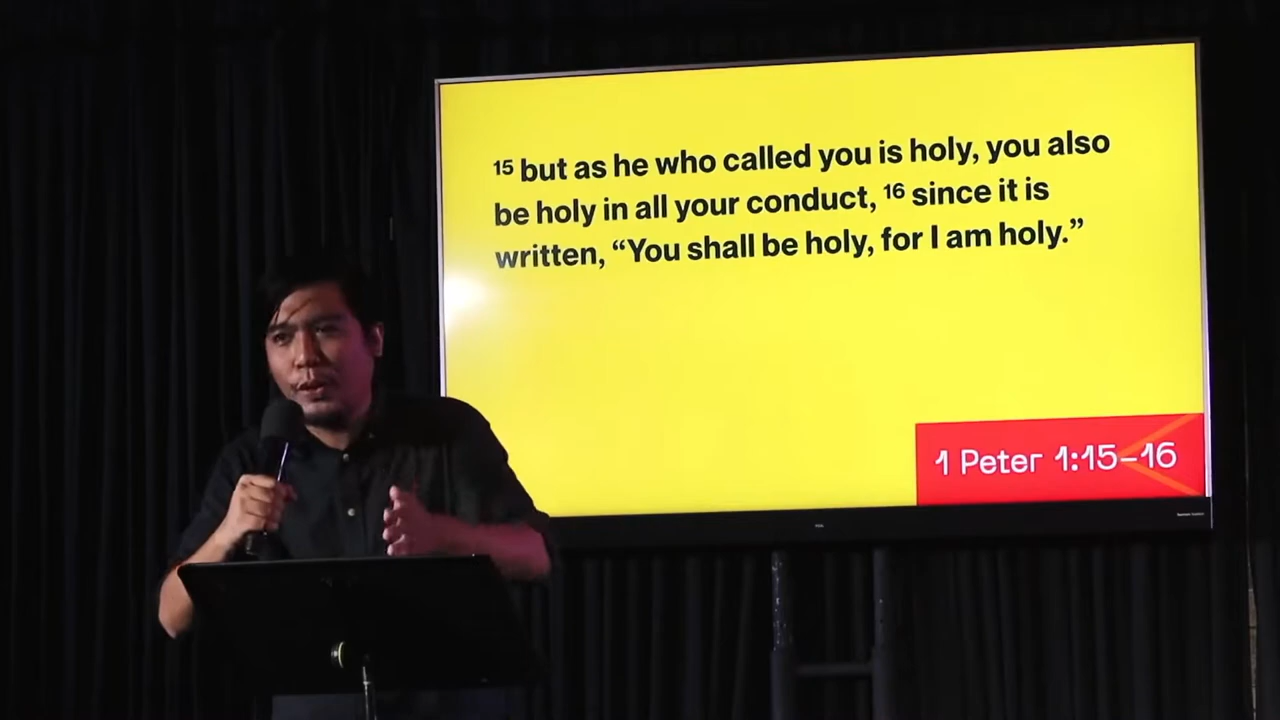 ¹⁵ but as he who called you is holy, you also
be holy in all your conduct, ¹⁶ since it is
written, “You shall be holy, for I am holy.”
1 Peter 1:15–16